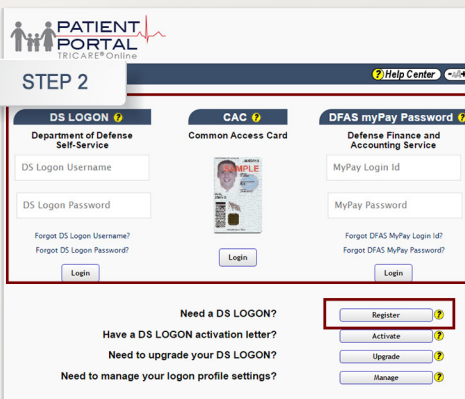 PATIENT
PORTAL
TRICARE® Online
STEP 2
? Help Center
DS LOGON ?
Department of Defense
Self-Service
DS Logon Username
DS Logon Password
Forgot DS Logon Username?
Forgot DS Logon Password?
Login
CAC ?
Common Access Card
SAMPLE
Login
DFAS myPay Password ?
Defense Finance and
Accounting Service
MyPay Login Id
MyPay Password
Forgot DFAS MyPay Login Id?
Forgot DFAS MyPay Password?
Login
Need a DS LOGON? Register ?
Have a DS LOGON activation letter? Activate ?
Need to upgrade your DS LOGON? Upgrade ?
Need to manage your logon profile settings? Manage ?